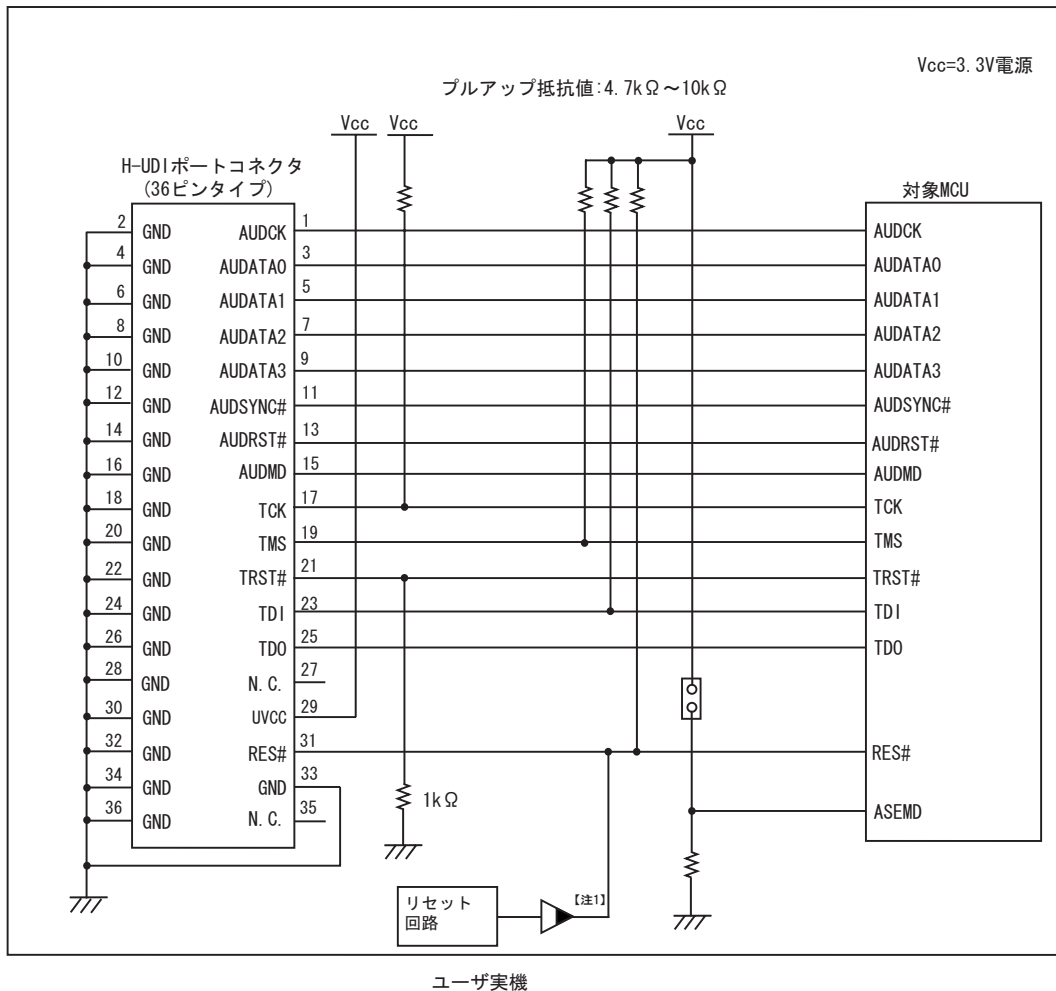 Vcc=3.3V電源
プルアップ抵抗値:4.7kΩ～10kΩ
Vcc Vcc Vcc
H-UDIポートコネクタ
(36ピンタイプ)
対象MCU
2 GND AUDCK 1 AUDCK
4 GND AUDATA0 3 AUDATA0
6 GND AUDATA1 5 AUDATA1
8 GND AUDATA2 7 AUDATA2
10 GND AUDATA3 9 AUDATA3
12 GND AUDSYNC# 11 AUDSYNC#
14 GND AUDRST# 13 AUDRST#
16 GND AUDMD 15 AUDMD
18 GND TCK 17 TCK
20 GND TMS 19 TMS
22 GND TRST# 21 TRST#
24 GND TDI 23 TDI
26 GND TDO 25 TDO
28 GND N.C. 27
30 GND UVCC 29
32 GND RES# 31 RES#
34 GND GND 33
36 GND N.C. 35
1kΩ
ASEMD
リセット
回路
【注1】
ユーザ実機